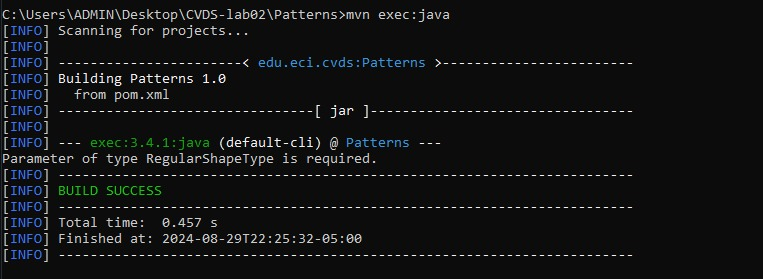 C:\Users\ADMIN\Desktop\CVDS-lab02\Patterns>mvn exec:java
[INFO] Scanning for projects...
[INFO]
[INFO] -----------------------< edu.eci.cvds:Patterns >------------------------
[INFO] Building Patterns 1.0
[INFO]   from pom.xml
[INFO] --------------------------------[ jar ]---------------------------------
[INFO]
[INFO] --- exec:3.4.1:java (default-cli) @ Patterns ---
Parameter of type RegularShapeType is required.
[INFO] ------------------------------------------------------------------------
[INFO] BUILD SUCCESS
[INFO] ------------------------------------------------------------------------
[INFO] Total time:  0.457 s
[INFO] Finished at: 2024-08-29T22:25:32-05:00
[INFO] ------------------------------------------------------------------------